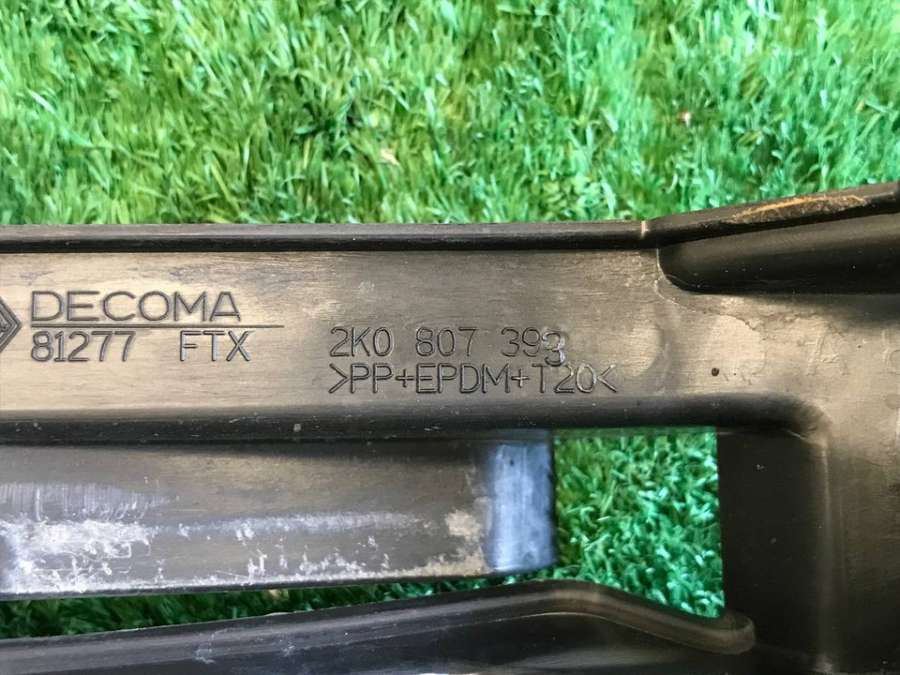 DECOMA
81277 FTX
2K0 807 393
>PP+EPDM+T20<